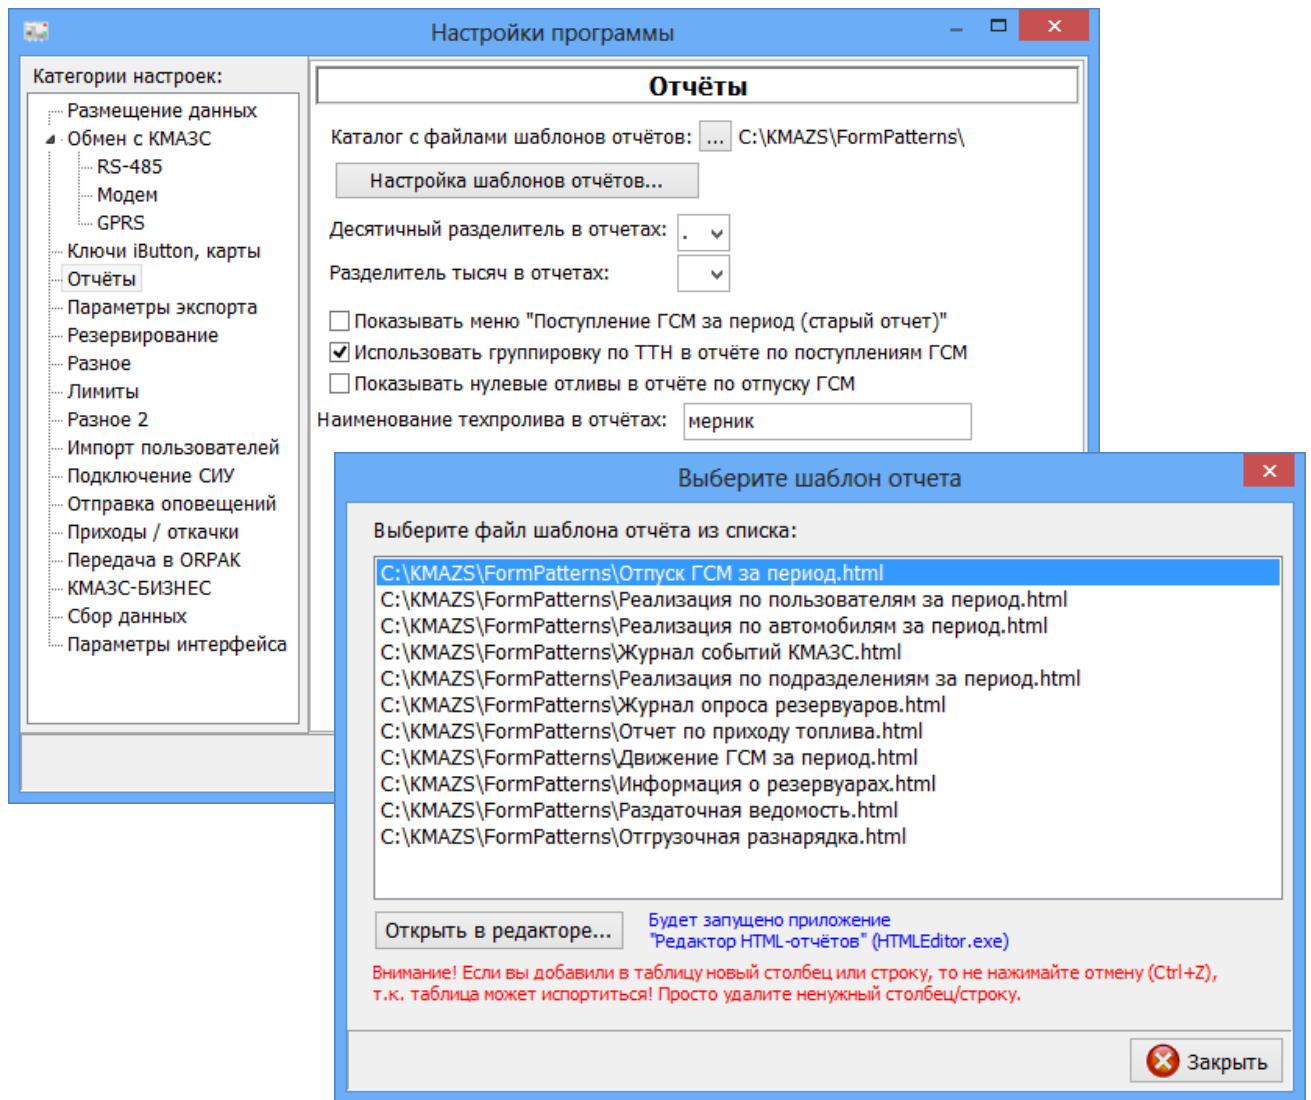 Настройки программы
Категории настроек:
Размещение данных
Обмен с КМАЗС
RS-485
Модем
GPRS
Ключи iButton, карты
Отчёты
Параметры экспорта
Резервирование
Разное
Лимиты
Разное 2
Импорт пользователей
Подключение СИУ
Отправка оповещений
Приходы / откачки
Передача в ORPAK
КМАЗС-БИЗНЕС
Сбор данных
Параметры интерфейса
Отчёты
Каталог с файлами шаблонов отчётов: ... C:\KMAZS\FormPatterns\
Настройка шаблонов отчётов...
Десятичный разделитель в отчетах: .
Разделитель тысяч в отчетах:
Показывать меню "Поступление ГСМ за период (старый отчет)"
Использовать группировку по ТТН в отчёте по поступлениям ГСМ
Показывать нулевые отливы в отчёте по отпуску ГСМ
Наименование техпролива в отчётах: мерник
Выберите шаблон отчета
Выберите файл шаблона отчёта из списка:
C:\KMAZS\FormPatterns\Отпуск ГСМ за период.html
C:\KMAZS\FormPatterns\Реализация по пользователям за период.html
C:\KMAZS\FormPatterns\Реализация по автомобилям за период.html
C:\KMAZS\FormPatterns\Журнал событий КМАЗС.html
C:\KMAZS\FormPatterns\Реализация по подразделениям за период.html
C:\KMAZS\FormPatterns\Журнал опроса резервуаров.html
C:\KMAZS\FormPatterns\Отчет по приходу топлива.html
C:\KMAZS\FormPatterns\Движение ГСМ за период.html
C:\KMAZS\FormPatterns\Информация о резервуарах.html
C:\KMAZS\FormPatterns\Раздаточная ведомость.html
C:\KMAZS\FormPatterns\Отгрузочная разнарядка.html
Открыть в редакторе...
Будет запущено приложение
"Редактор HTML-отчётов" (HTMLEditor.exe)
Внимание! Если вы добавили в таблицу новый столбец или строку, то не нажимайте отмену (Ctrl+Z),
т.к. таблица может испортиться! Просто удалите ненужный столбец/строку.
Закрыть